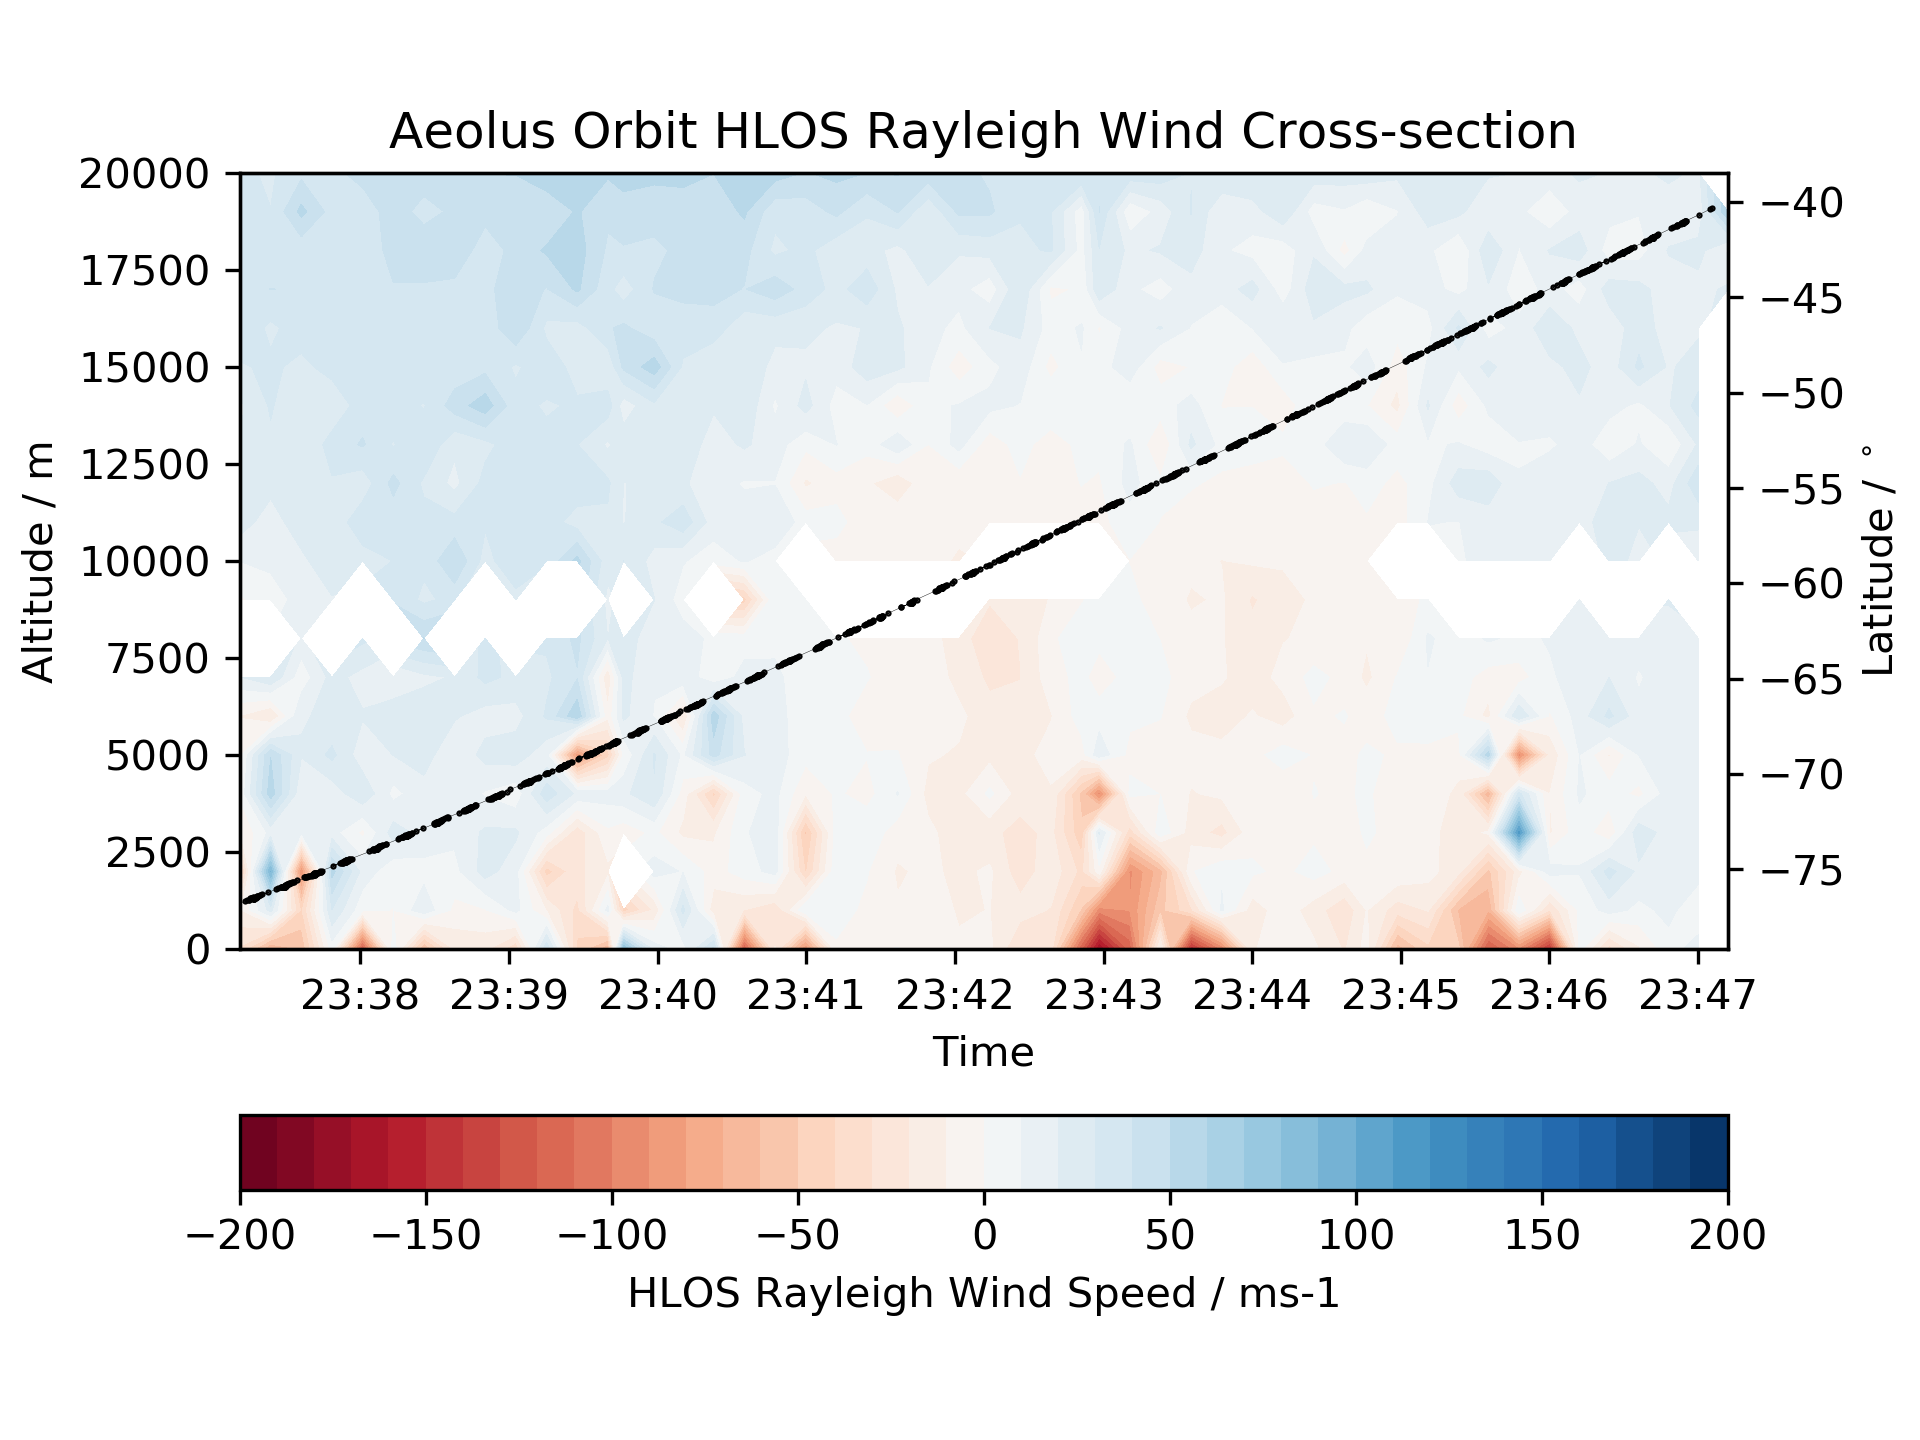 Aeolus Orbit HLOS Rayleigh Wind Cross-section
20000
17500
15000
12500
10000
7500
5000
2500
0
Altitude / m
−40
−45
−50
−55
−60
−65
−70
−75
Latitude / °
23:38 23:39 23:40 23:41 23:42 23:43 23:44 23:45 23:46 23:47
Time
−200 −150 −100 −50 0 50 100 150 200
HLOS Rayleigh Wind Speed / ms-1